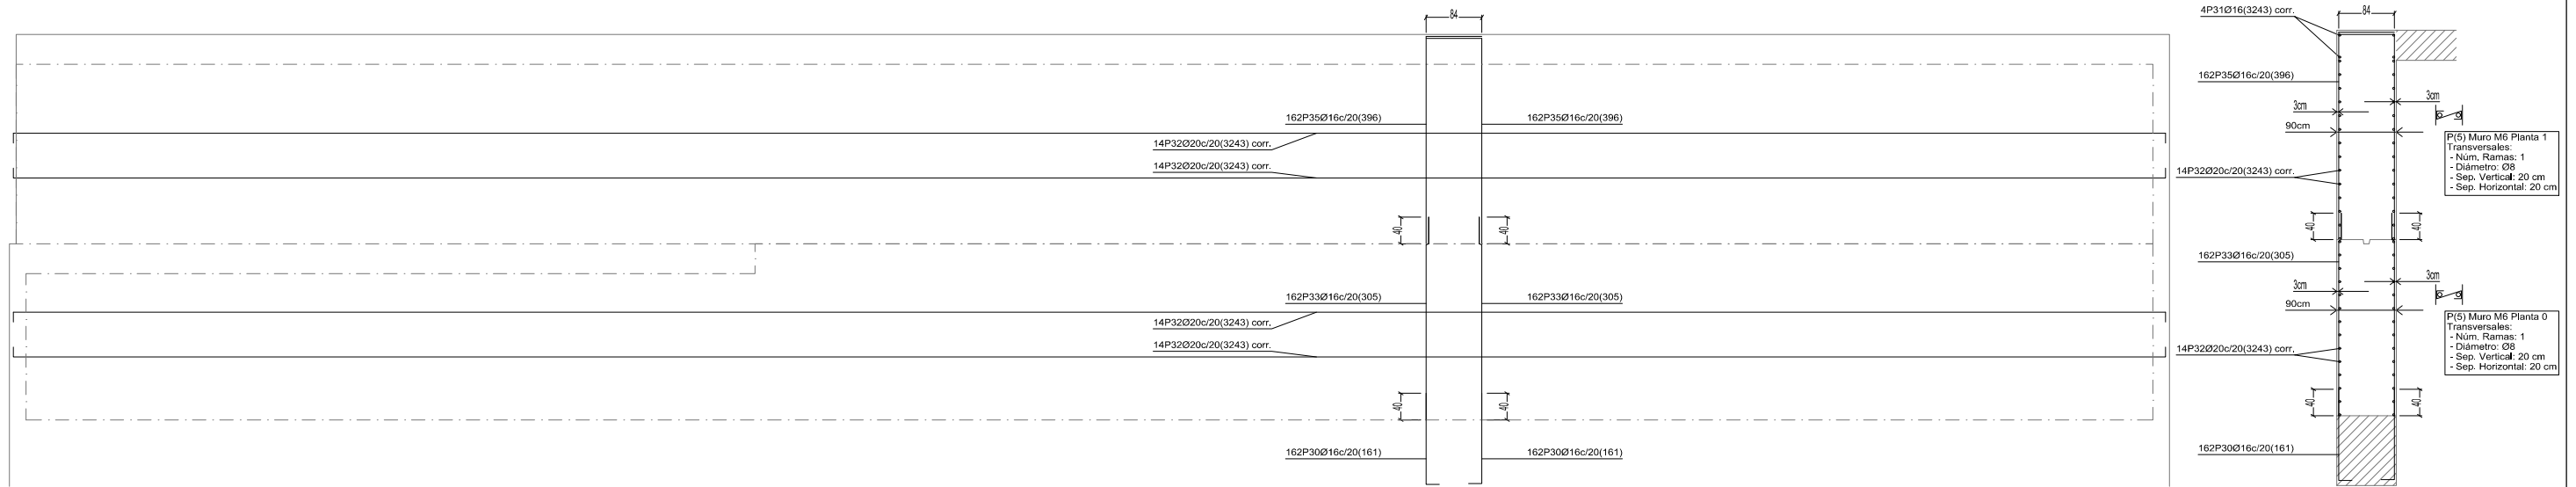 84
162P35Ø16c/20(396)
162P35Ø16c/20(396)
14P32Ø20c/20(3243) corr.
14P32Ø20c/20(3243) corr.
40
40
162P33Ø16c/20(305)
162P33Ø16c/20(305)
14P32Ø20c/20(3243) corr.
14P32Ø20c/20(3243) corr.
40
40
162P30Ø16c/20(161)
162P30Ø16c/20(161)
4P31Ø16(3243) corr.
84
162P35Ø16c/20(396)
3cm
3cm
90cm
P(5) Muro M6 Planta 1
Transversales:
- Núm. Ramas: 1
- Diámetro: Ø8
- Sep. Vertical: 20 cm
- Sep. Horizontal: 20 cm
14P32Ø20c/20(3243) corr.
40
40
162P33Ø16c/20(305)
3cm
3cm
90cm
P(5) Muro M6 Planta 0
Transversales:
- Núm. Ramas: 1
- Diámetro: Ø8
- Sep. Vertical: 20 cm
- Sep. Horizontal: 20 cm
14P32Ø20c/20(3243) corr.
40
40
162P30Ø16c/20(161)